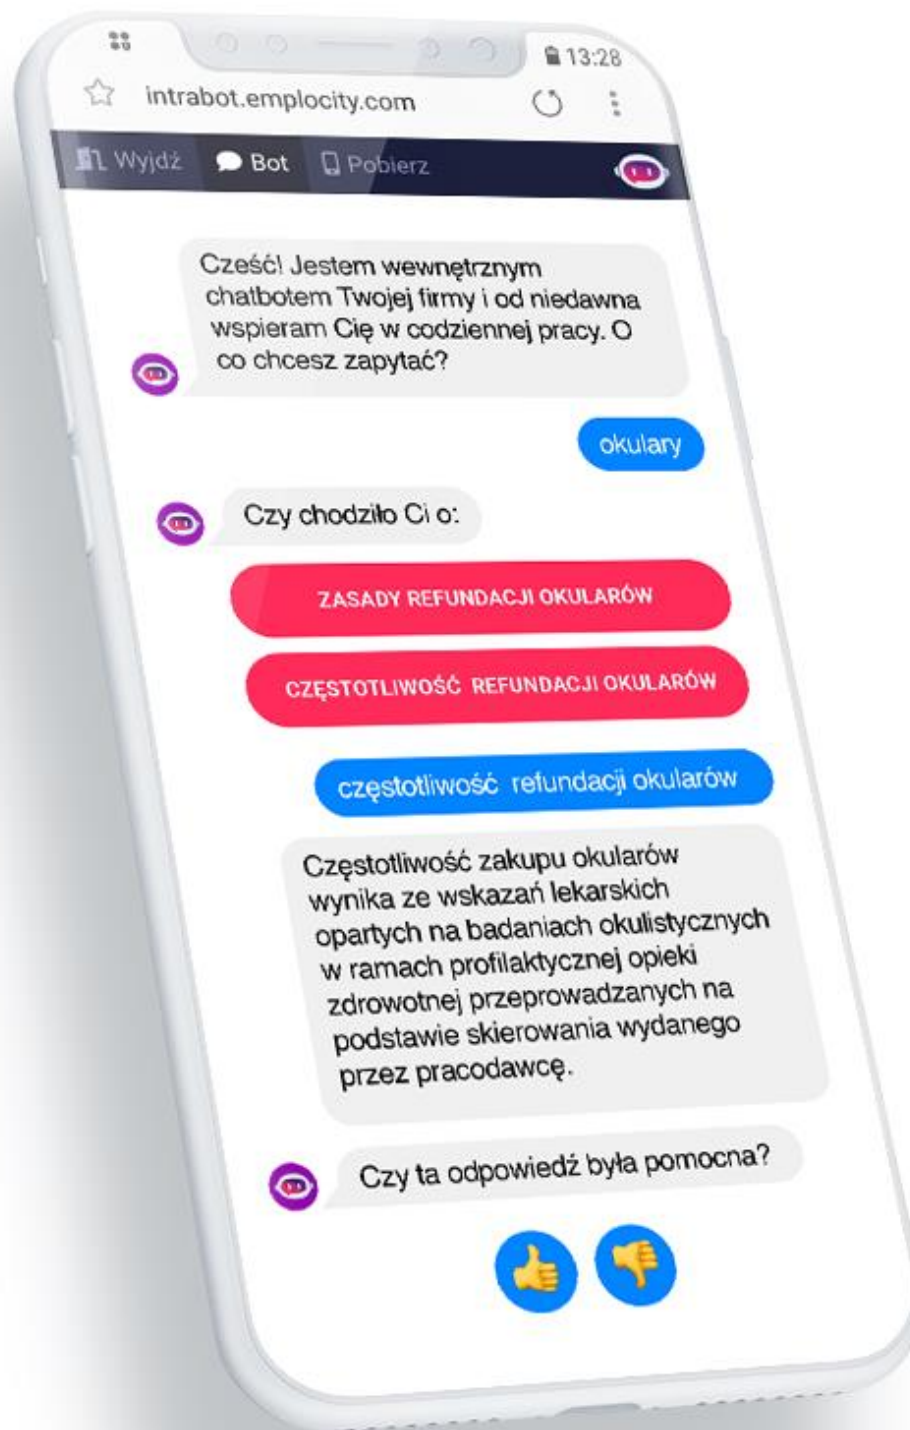 13:28
intrabot.emplocity.com
Wyjdź Bot Pobierz
Cześć! Jestem wewnętrznym
chatbotem Twojej firmy i od niedawna
wspieram Cię w codziennej pracy. O
co chcesz zapytać?
okulary
Czy chodziło Ci o:
ZASADY REFUNDACJI OKULARÓW
CZĘSTOTLIWOŚĆ REFUNDACJI OKULARÓW
częstotliwość refundacji okularów
Częstotliwość zakupu okularów
wynika ze wskazań lekarskich
opartych na badaniach okulistycznych
w ramach profilaktycznej opieki
zdrowotnej przeprowadzanych na
podstawie skierowania wydanego
przez pracodawcę.
Czy ta odpowiedź była pomocna?